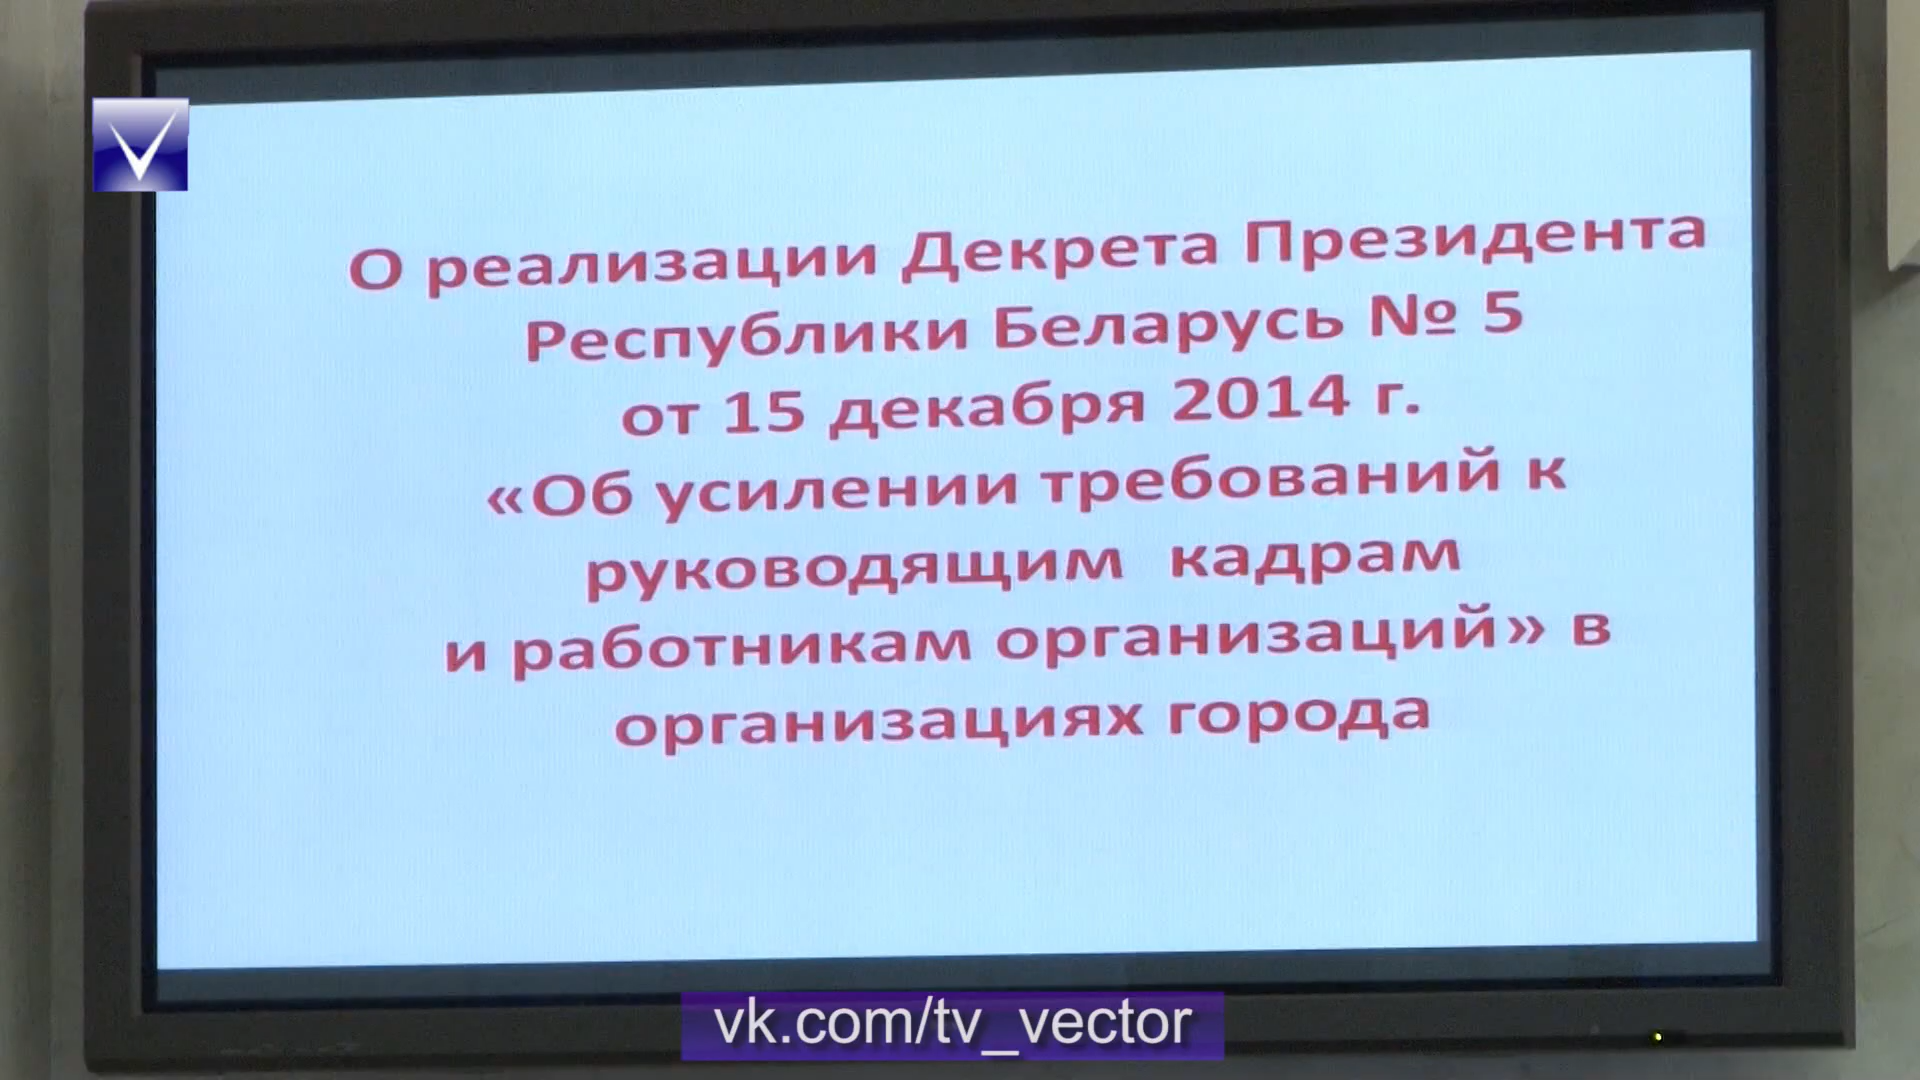 О реализации Декрета Президента
Республики Беларусь № 5
от 15 декабря 2014 г.
«Об усилении требований к
руководящим  кадрам
и работникам организаций» в
организациях города
vk.com/tv_vector